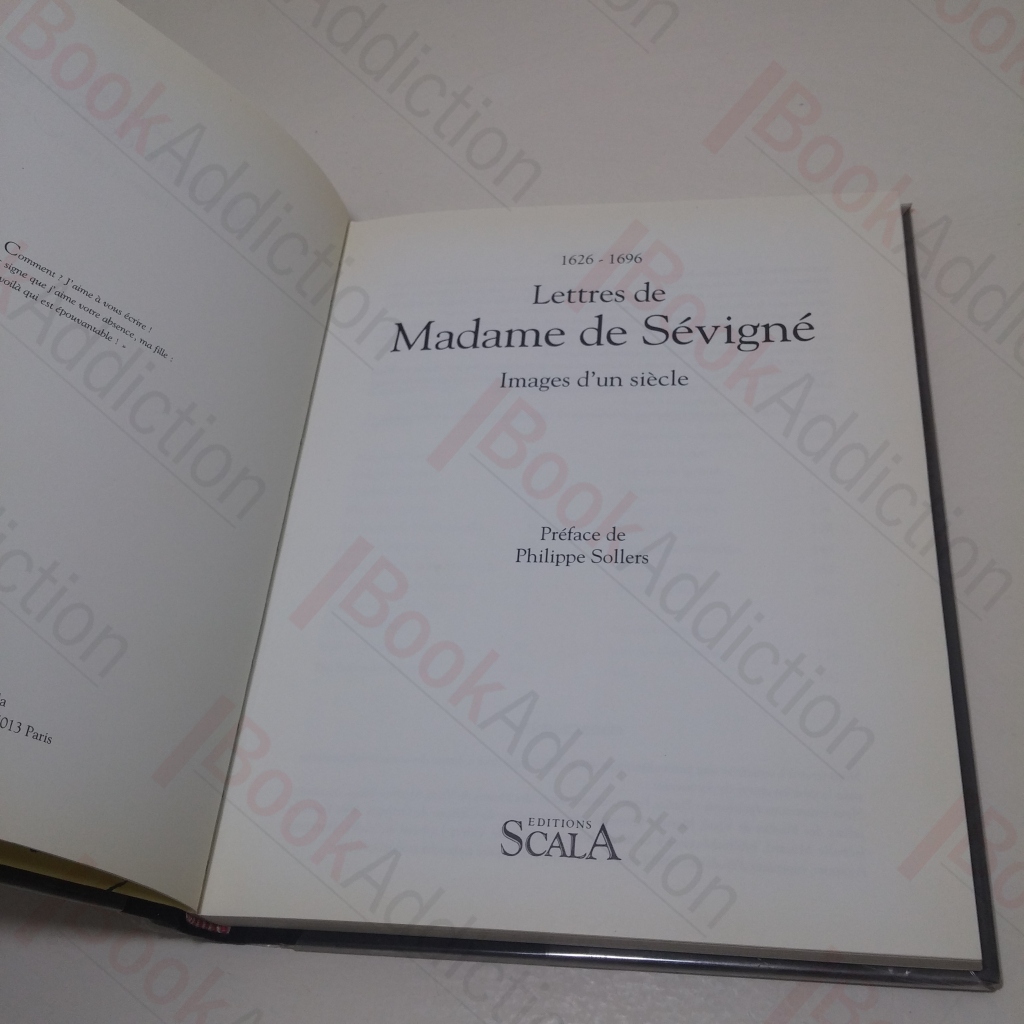 Comment ? J'aime à vous écrire !
signe que j'aime votre absence, ma fille :
voilà qui est épouvantable ! »
013 Paris
1626 - 1696
Lettres de
Madame de Sévigné
Images d'un siècle
Préface de
Philippe Sollers
EDITIONS
SCALA
BookAddiction